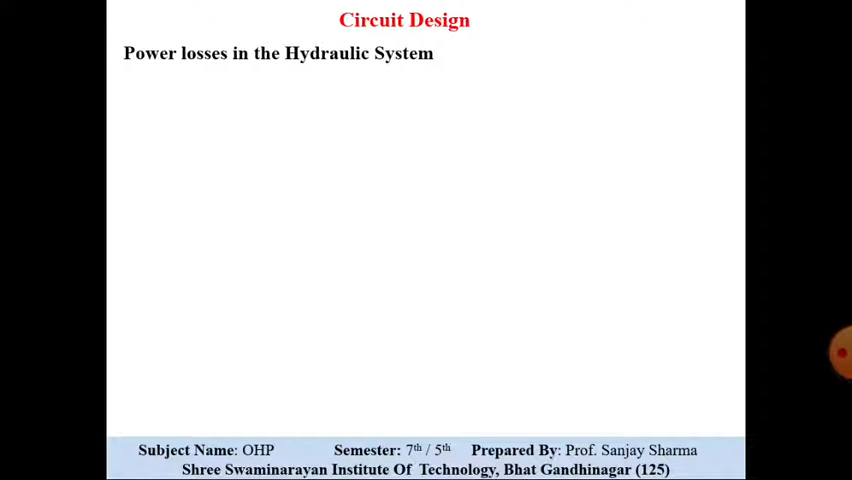 Circuit Design
Power losses in the Hydraulic System
Subject Name: OHP Semester: 7th / 5th Prepared By: Prof. Sanjay Sharma
Shree Swaminarayan Institute Of Technology, Bhat Gandhinagar (125)